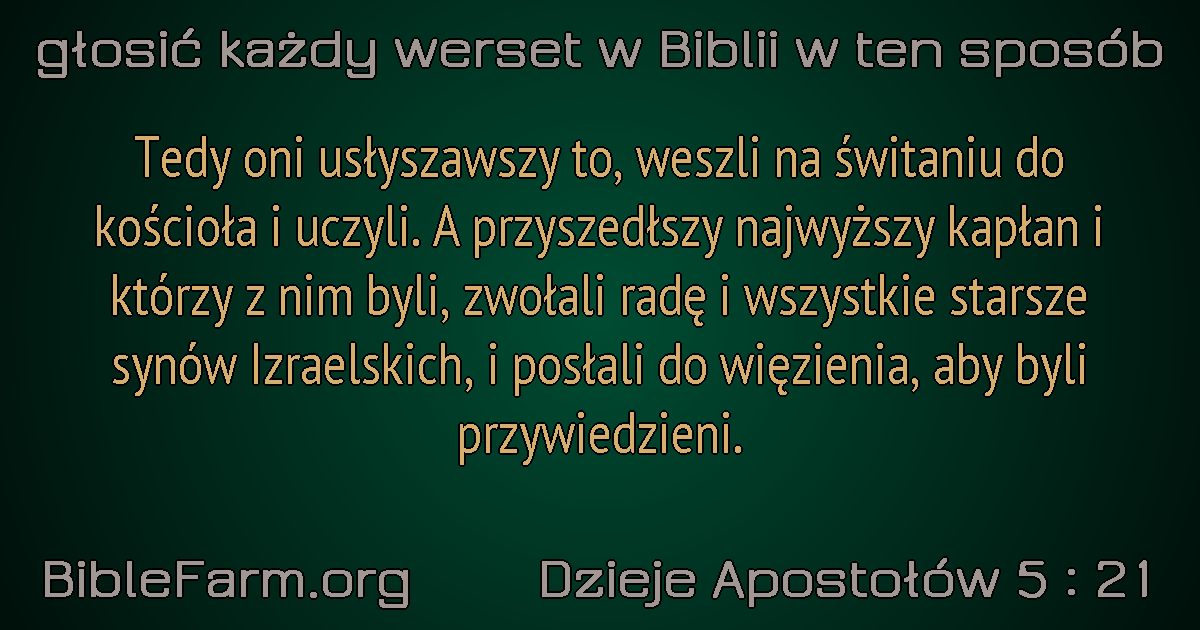 głosić każdy werset w Biblii w ten sposób
Tedy oni usłyszawszy to, weszli na świtaniu do
kościoła i uczyli. A przyszedłszy najwyższy kapłan i
którzy z nim byli, zwołali radę i wszystkie starsze
synów Izraelskich, i posłali do więzienia, aby byli
przywiedzieni.
BibleFarm.org
Dzieje Apostołów 5 : 21